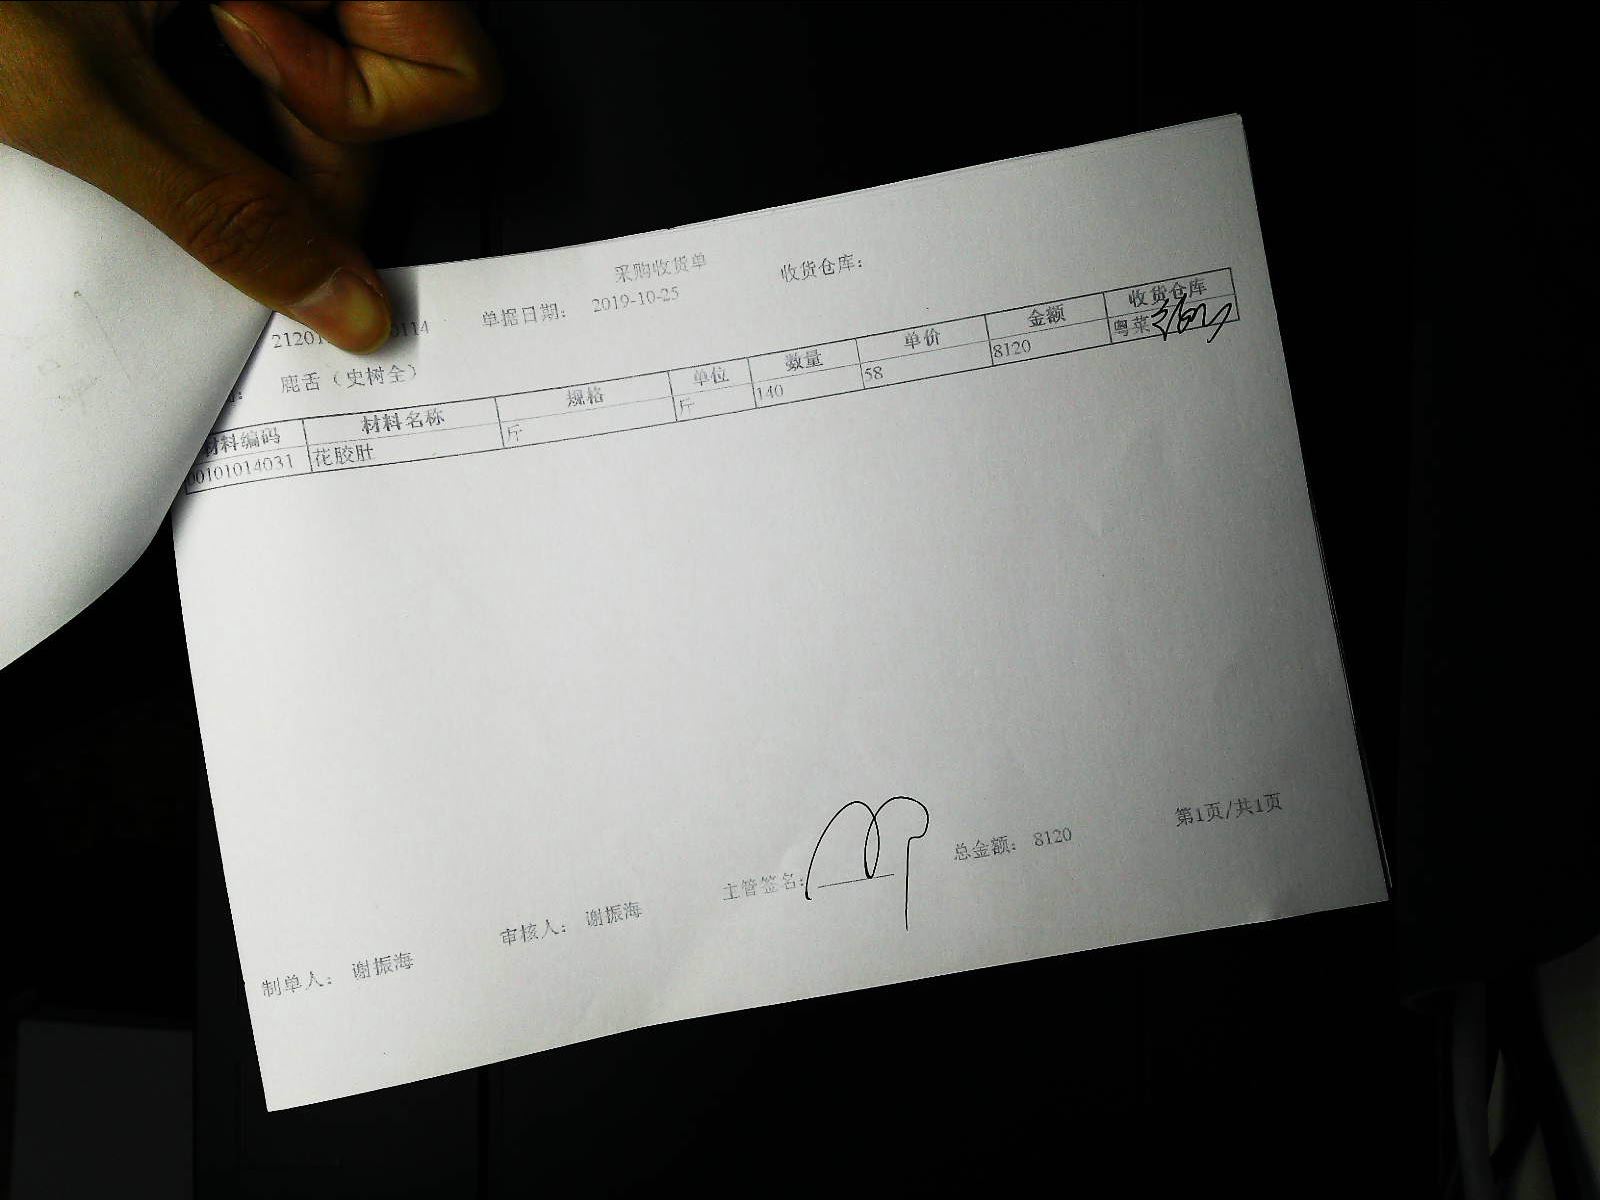 采购收货单
收货仓库：
单据日期： 2019-10-25
鹿舌（史树全）
材料编码 材料名称 规格 单位 数量 单价 金额 收货仓库
00101014031 花胶肚 斤 斤 140 58 8120 粤菜
制单人： 谢振海 审核人： 谢振海 主管签名： 总金额： 8120 第1页/共1页